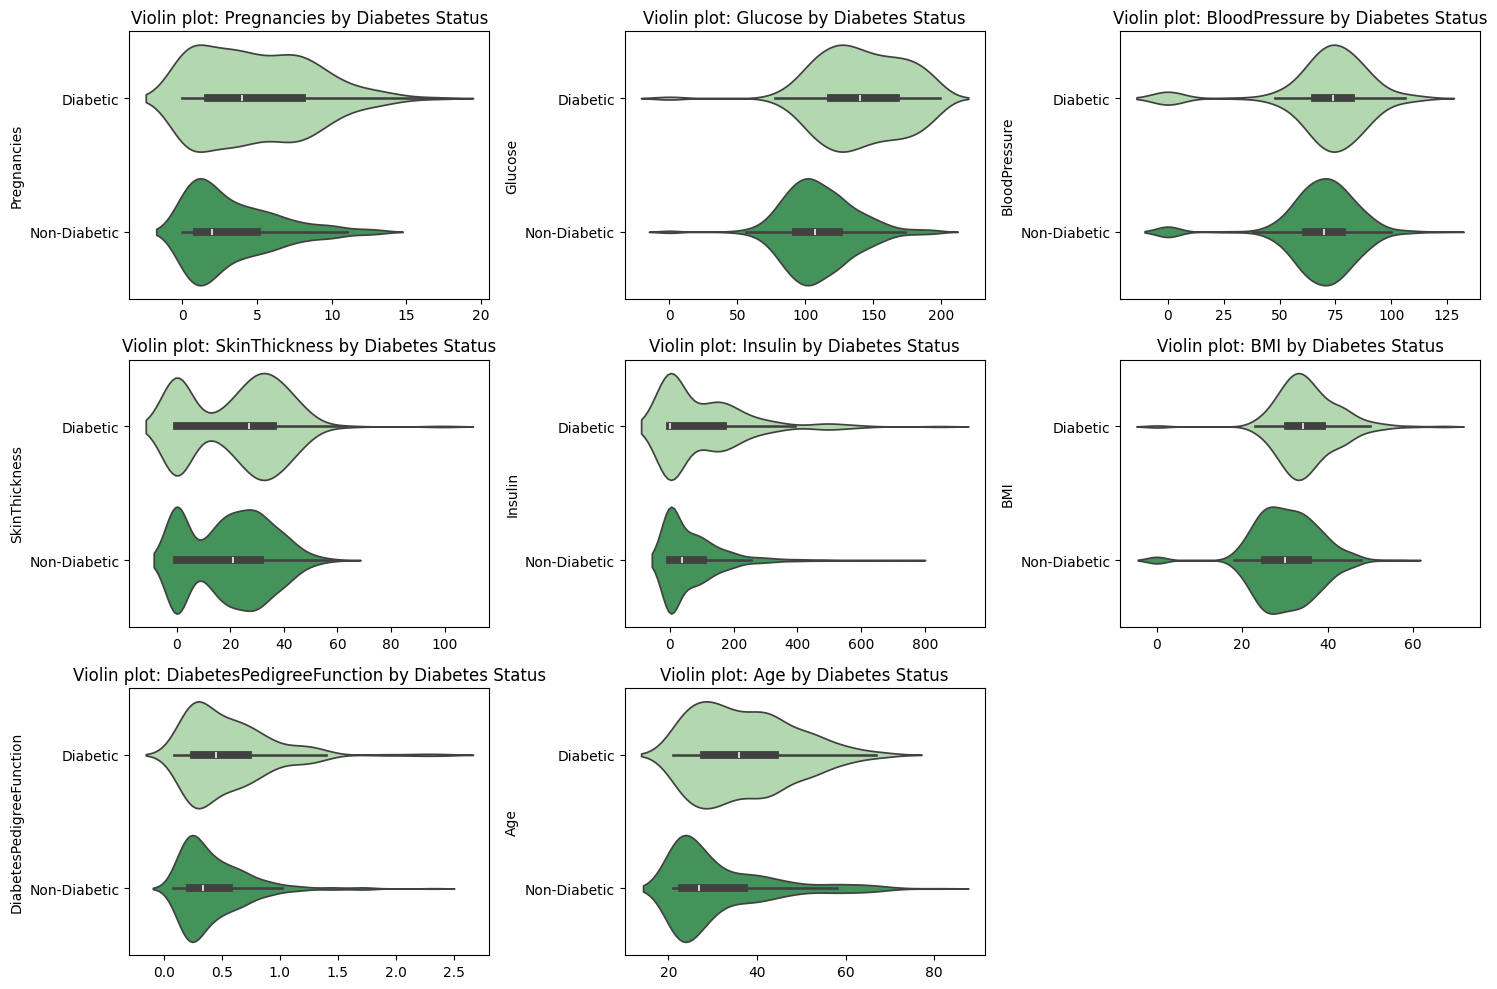 Violin plot: Pregnancies by Diabetes Status
Pregnancies
Diabetic
Non-Diabetic
0 5 10 15 20
Violin plot: Glucose by Diabetes Status
Glucose
Diabetic
Non-Diabetic
0 50 100 150 200
Violin plot: BloodPressure by Diabetes Status
BloodPressure
Diabetic
Non-Diabetic
0 25 50 75 100 125
Violin plot: SkinThickness by Diabetes Status
SkinThickness
Diabetic
Non-Diabetic
0 20 40 60 80 100
Violin plot: Insulin by Diabetes Status
Insulin
Diabetic
Non-Diabetic
0 200 400 600 800
Violin plot: BMI by Diabetes Status
BMI
Diabetic
Non-Diabetic
0 20 40 60
Violin plot: DiabetesPedigreeFunction by Diabetes Status
DiabetesPedigreeFunction
Diabetic
Non-Diabetic
0.0 0.5 1.0 1.5 2.0 2.5
Violin plot: Age by Diabetes Status
Age
Diabetic
Non-Diabetic
20 40 60 80